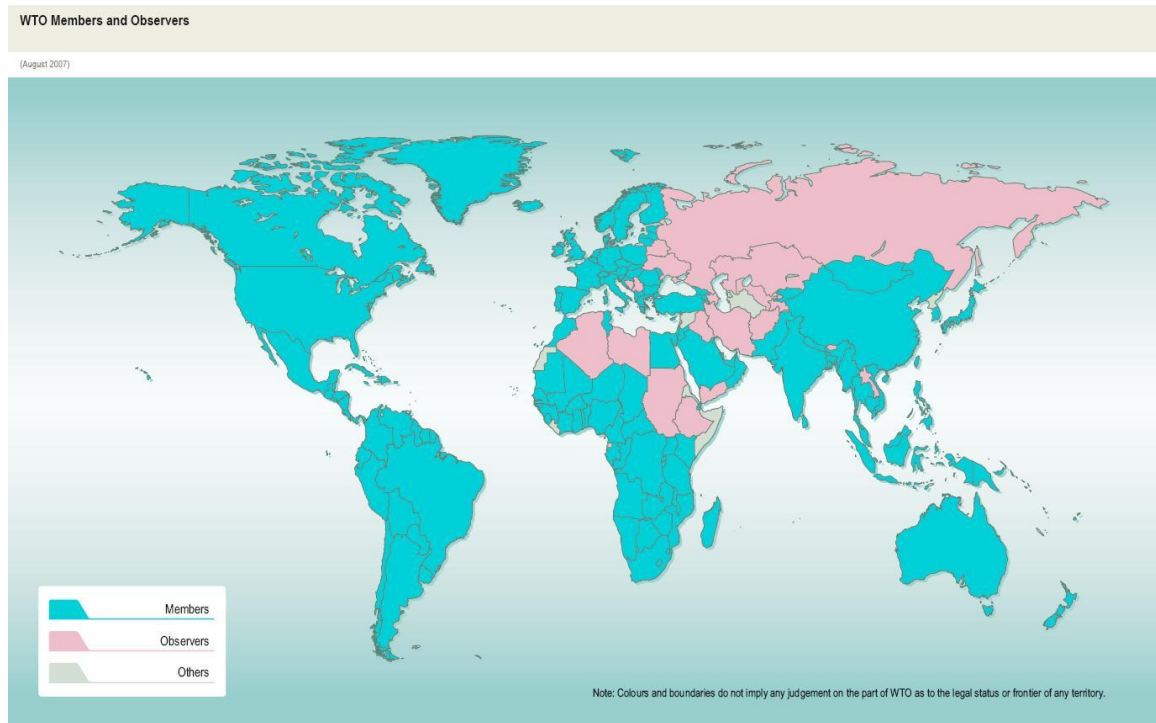 WTO Members and Observers
(August 2007)
Members
Observers
Others
Note: Colours and boundaries do not imply any judgement on the part of WTO as to the legal status or frontier of any territory.